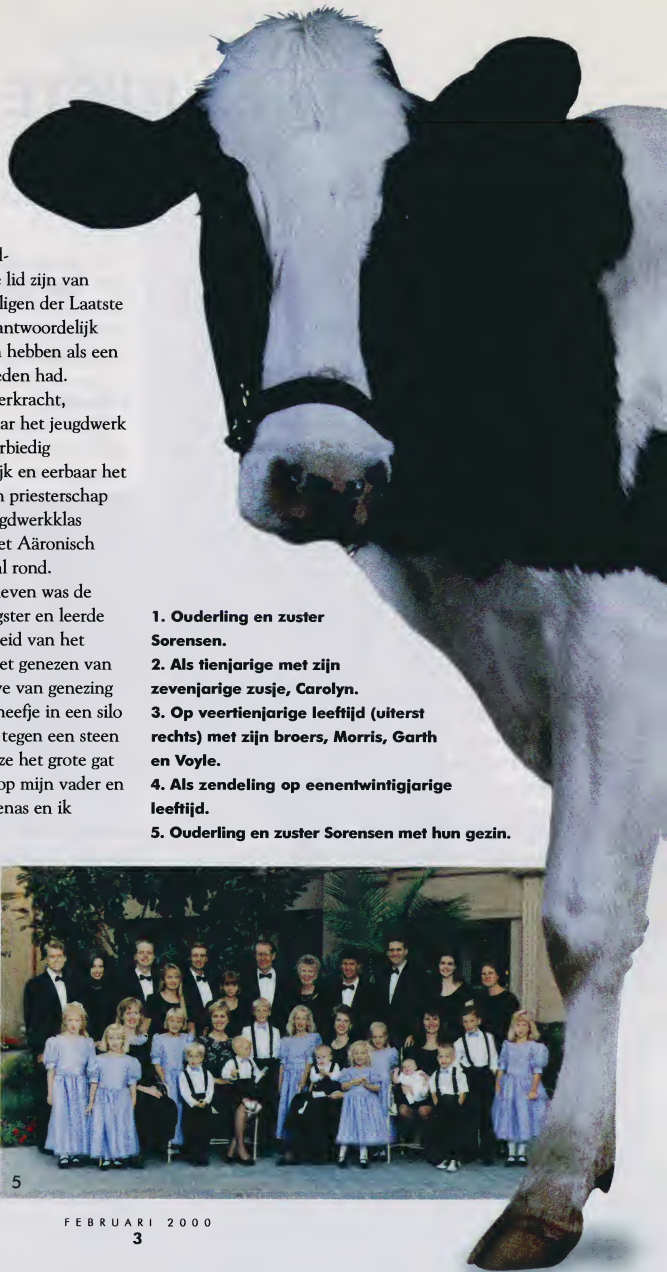 l-
lid zijn van
ligen der Laatste
antwoordelijk
hebben als een
eden had.
erkracht,
ar het jeugdwerk
rbiedig
jk en eerbaar het
n priesterschap
gdwerkklas
et Aäronisch
al rond.
leven was de
gster en leerde
eid van het
et genezen van
ve van genezing
neefje in een silo
tegen een steen
ze het grote gat
op mijn vader en
enas en ik
1. Ouderling en zuster
Sorensen.
2. Als tienjarige met zijn
zevenjarige zusje, Carolyn.
3. Op veertienjarige leeftijd (uiterst
rechts) met zijn broers, Morris, Garth
en Voyle.
4. Als zendeling op eenentwintigjarige
leeftijd.
5. Ouderling en zuster Sorensen met hun gezin.
5
FEBRUARI 2000
3